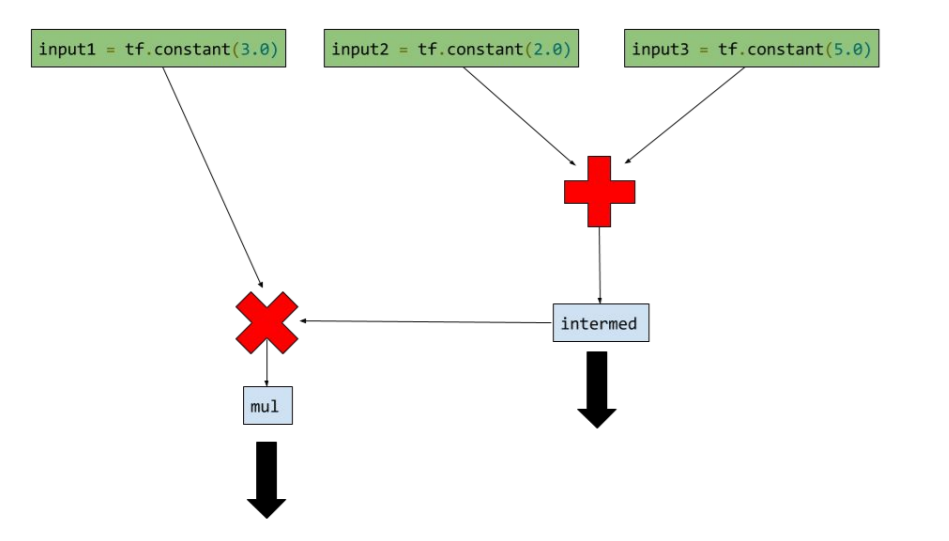 input1 = tf.constant(3.0)
input2 = tf.constant(2.0)
input3 = tf.constant(5.0)
intermed
mul